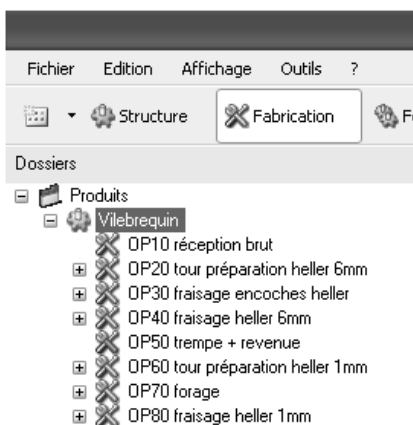 Fichier Edition Affichage Outils ?
Structure Fabrication
Dossiers
Produits
Vilebrequin
OP10 réception brut
OP20 tour préparation heller 6mm
OP30 fraisage encoches heller
OP40 fraisage heller 6mm
OP50 trempe + revenue
OP60 tour préparation heller 1mm
OP70 forage
OP80 fraisage heller 1mm